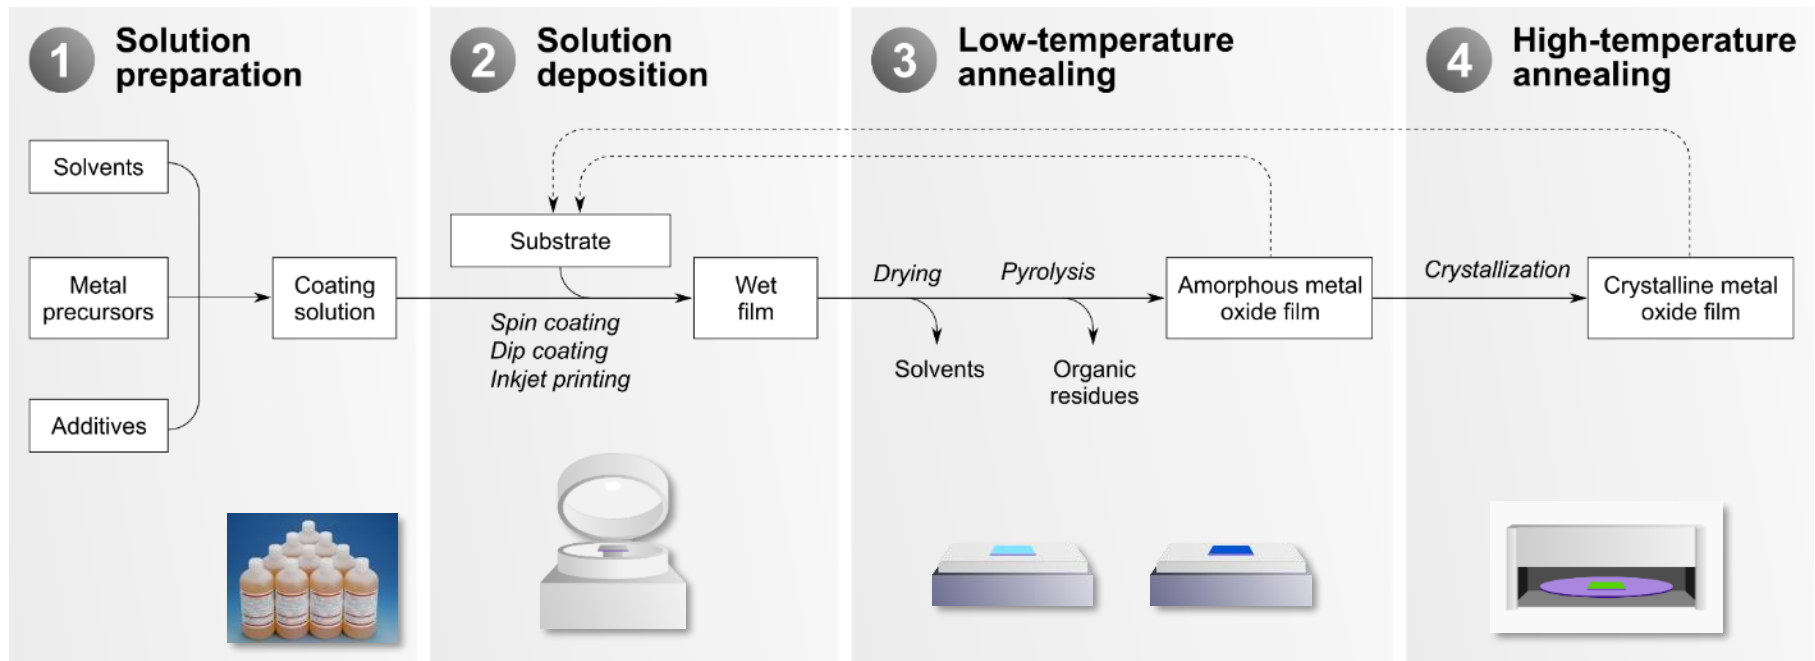 1 Solution
preparation
Solvents
Metal
precursors
Additives
Coating
solution
2 Solution
deposition
Substrate
Spin coating
Dip coating
Inkjet printing
Wet
film
3 Low-temperature
annealing
Drying
Pyrolysis
Solvents
Organic
residues
Amorphous metal
oxide film
4 High-temperature
annealing
Crystallization
Crystalline metal
oxide film